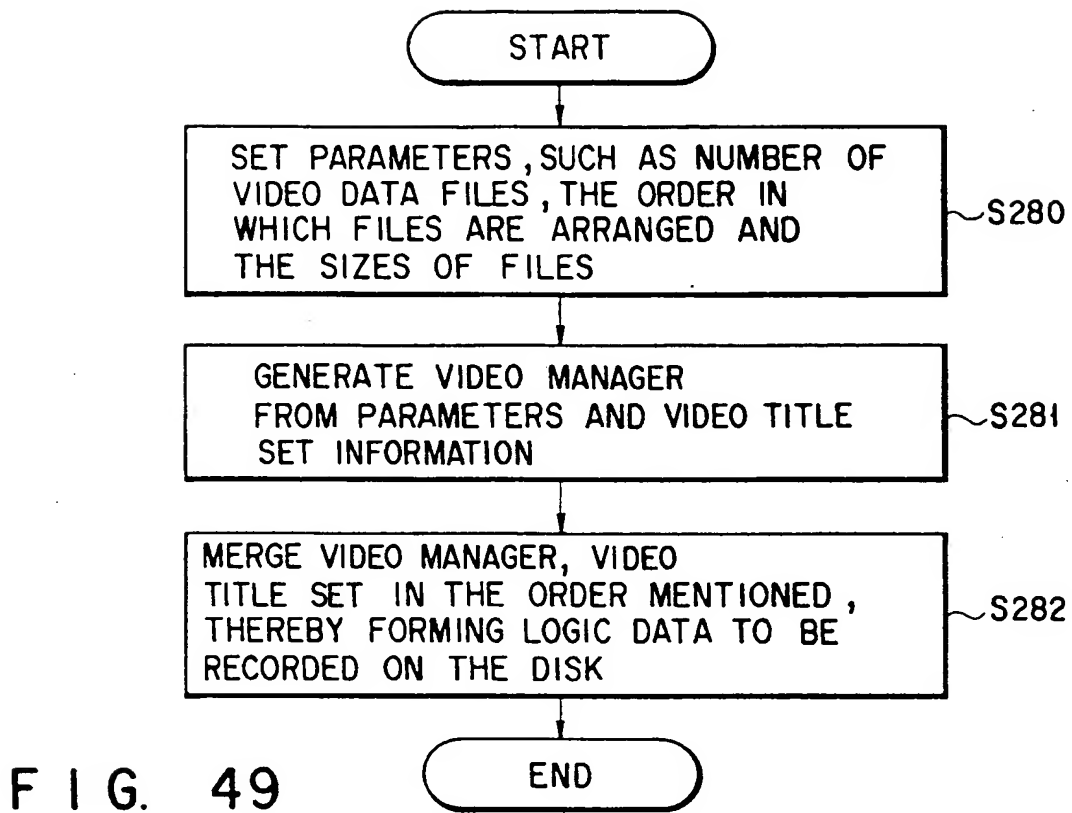 START
SET PARAMETERS, SUCH AS NUMBER OF
VIDEO DATA FILES, THE ORDER IN
WHICH FILES ARE ARRANGED AND
THE SIZES OF FILES
S280
GENERATE VIDEO MANAGER
FROM PARAMETERS AND VIDEO TITLE
SET INFORMATION
S281
MERGE VIDEO MANAGER, VIDEO
TITLE SET IN THE ORDER MENTIONED,
THEREBY FORMING LOGIC DATA TO BE
RECORDED ON THE DISK
S282
END
FIG. 49